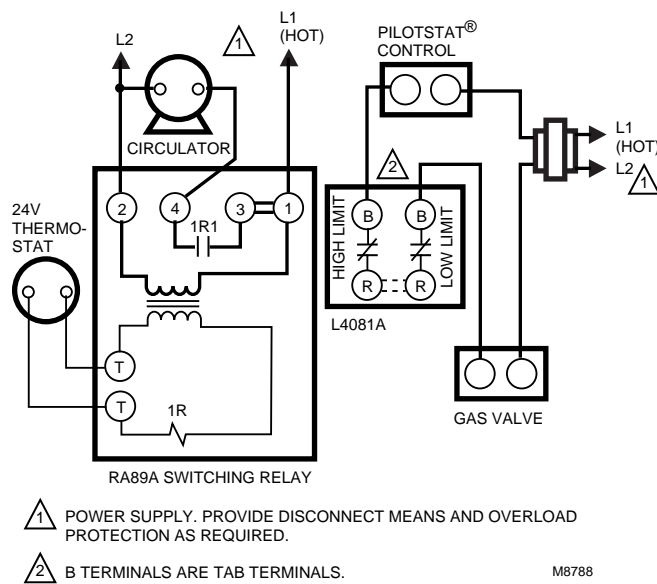 L2
1
L1
(HOT)
CIRCULATOR
PILOTSTAT®
CONTROL
L1
(HOT)
L2
1
2
24V
THERMO-
STAT
2
4
3
1
1R1
HIGH LIMIT
B
B
LOW LIMIT
R
R
L4081A
T
T
1R
GAS VALVE
RA89A SWITCHING RELAY
1 POWER SUPPLY. PROVIDE DISCONNECT MEANS AND OVERLOAD
PROTECTION AS REQUIRED.
2 B TERMINALS ARE TAB TERMINALS.
M8788